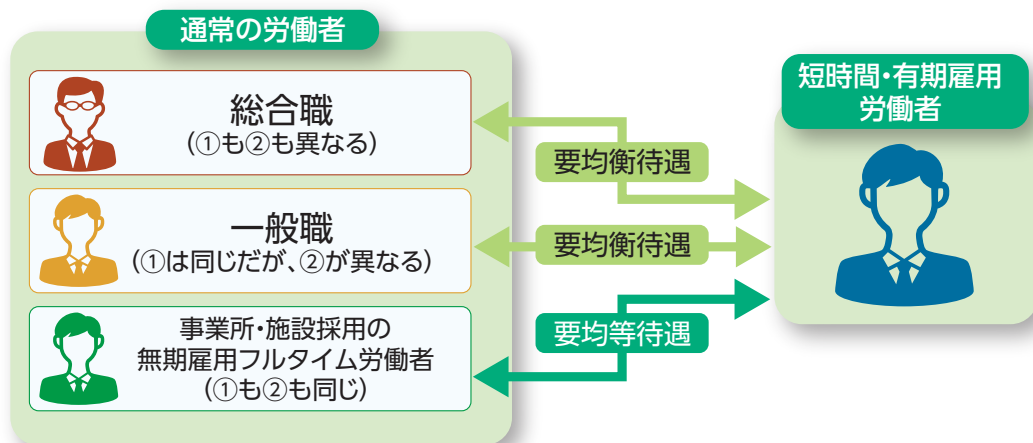 通常の労働者
総合職
(①も②も異なる)
一般職
(①は同じだが、②が異なる)
事業所・施設採用の
無期雇用フルタイム労働者
(①も②も同じ)
要均衡待遇
要均衡待遇
要均等待遇
短時間・有期雇用
労働者